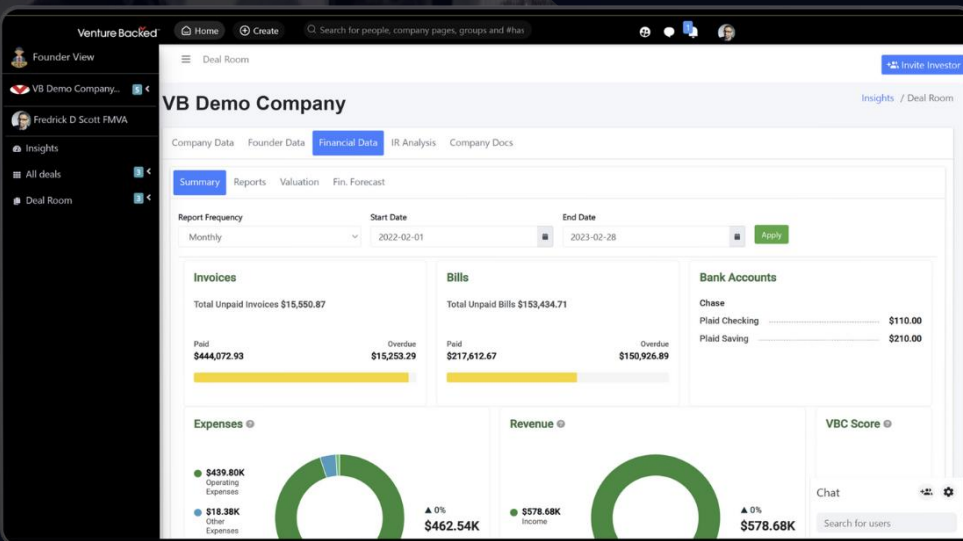 Venture Backed
Home
Create
Search for people, company pages, groups and #has
1
Founder View
VB Demo Company..
5
Fredrick D Scott FMVA
Insights
All deals
3
Deal Room
3
Deal Room
Invite Investor
VB Demo Company
Insights / Deal Room
Company Data Founder Data Financial Data IR Analysis Company Docs
Summary Reports Valuation Fin. Forecast
Report Frequency Start Date End Date
Monthly 2022-02-01 2023-02-28 Apply
Invoices
Total Unpaid Invoices $15,550.87
Paid Overdue
$444,072.93 $15,253.29
Bills
Total Unpaid Bills $153,434.71
Paid Overdue
$217,612.67 $150,926.89
Bank Accounts
Chase
Plaid Checking $110.00
Plaid Saving $210.00
Expenses
$439.80K
Operating
Expenses
$18.38K
Other
Expenses
▲ 0%
$462.54K
Revenue
$578.68K
Income
▲ 0%
$578.68K
VBC Score
Chat
Search for users